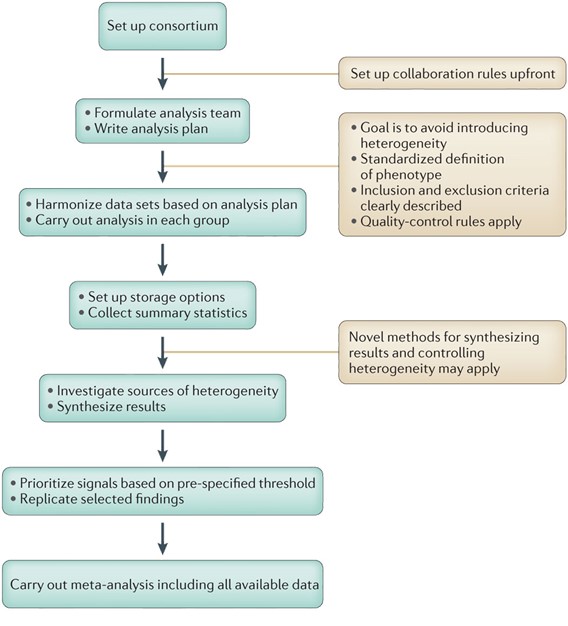 Set up consortium
Set up collaboration rules upfront
• Formulate analysis team
• Write analysis plan
• Goal is to avoid introducing
heterogeneity
• Standardized definition
of phenotype
• Inclusion and exclusion criteria
clearly described
• Quality-control rules apply
• Harmonize data sets based on analysis plan
• Carry out analysis in each group
• Set up storage options
• Collect summary statistics
Novel methods for synthesizing
results and controlling
heterogeneity may apply
• Investigate sources of heterogeneity
• Synthesize results
• Prioritize signals based on pre-specified threshold
• Replicate selected findings
Carry out meta-analysis including all available data